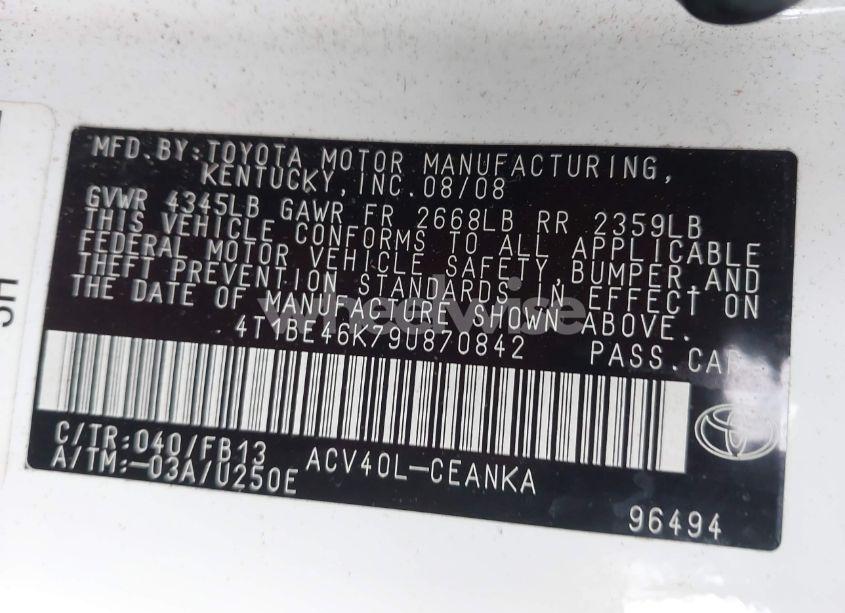 MFD.BY:TOYOTA MOTOR MANUFACTURING,
KENTUCKY,INC.08/08
GVWR 4345LB GAWR FR 2668LB RR 2359LB
THIS VEHICLE CONFORMS TO ALL APPLICABLE
FEDERAL MOTOR VEHICLE SAFETY,BUMPER,AND
THEFT PREVENTION STANDARDS IN EFFECT ON
THE DATE OF MANUFACTURE SHOWN ABOVE.
wheelwise
4T1BE46K79U870842 PASS.CAR
C/TR:040/FB13 ACV40L-CEANKA
A/TM:-03A/U250E
96494